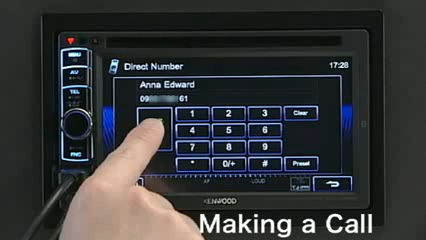 MENU
Direct Number
17:28
AV
Anna Edward
09 61
TEL
1 2 3 Clear
4 5 6
7 8 9
* 0/+ # Preset
FNC
AF LOUD
KENWOOD
Making a Call